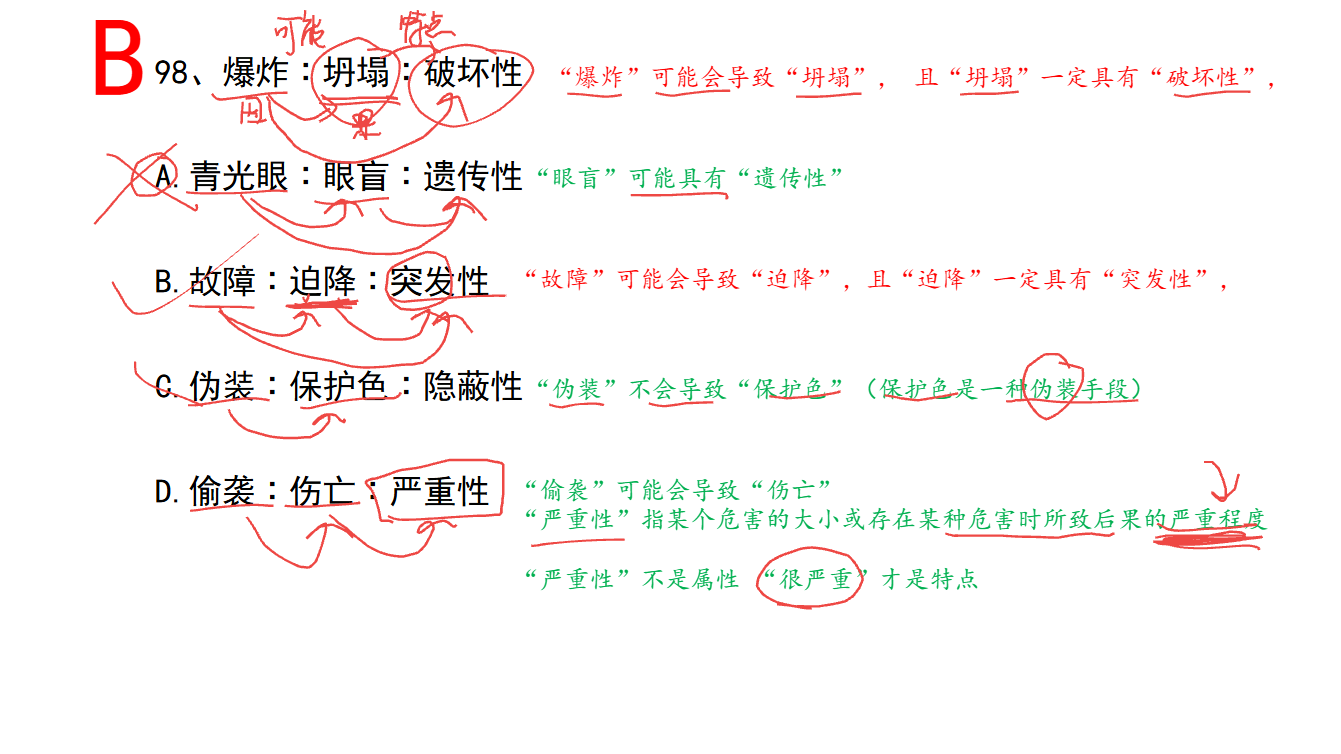 可能 特点
B
98、爆炸：坍塌：破坏性 “爆炸”可能会导致“坍塌”， 且“坍塌”一定具有“破坏性”，
因 果
A. 青光眼：眼盲：遗传性 “眼盲”可能具有“遗传性”
B. 故障：迫降：突发性 “故障”可能会导致“迫降”，且“迫降”一定具有“突发性”，
C. 伪装：保护色：隐蔽性 “伪装”不会导致“保护色”（保护色是一种伪装手段）
D. 偷袭：伤亡：严重性 “偷袭”可能会导致“伤亡”
“严重性”指某个危害的大小或存在某种危害时所致后果的严重程度
“严重性”不是属性 “很严重”才是特点